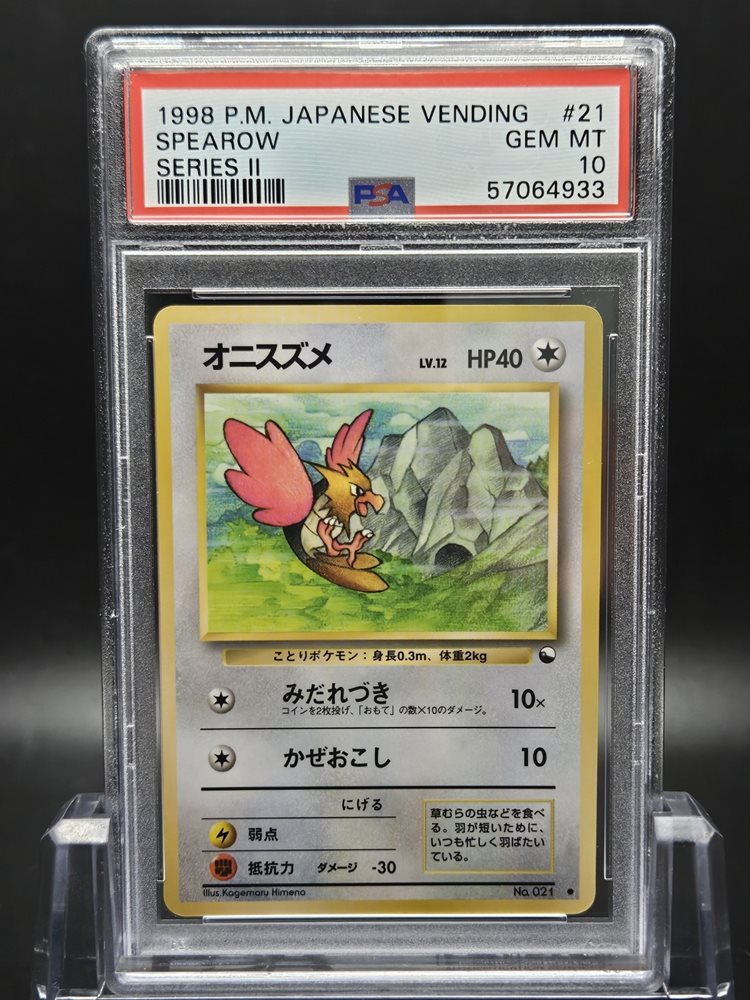 1998 P.M. JAPANESE VENDING #21
SPEAROW GEM MT
SERIES II 10
PSA 57064933
オニスズメ LV.12 HP40
ことりポケモン：身長0.3m、体重2kg
みだれづき 10×
コインを2枚投げ、「おもて」の数×10のダメージ。
かぜおこし 10
にげる
弱点
抵抗力 ダメージ -30
草むらの虫などを食べ
る。羽が短いために、
いつも忙しく羽ばたい
ている。
Illus.Kagemaru Himeno No. 021 ●